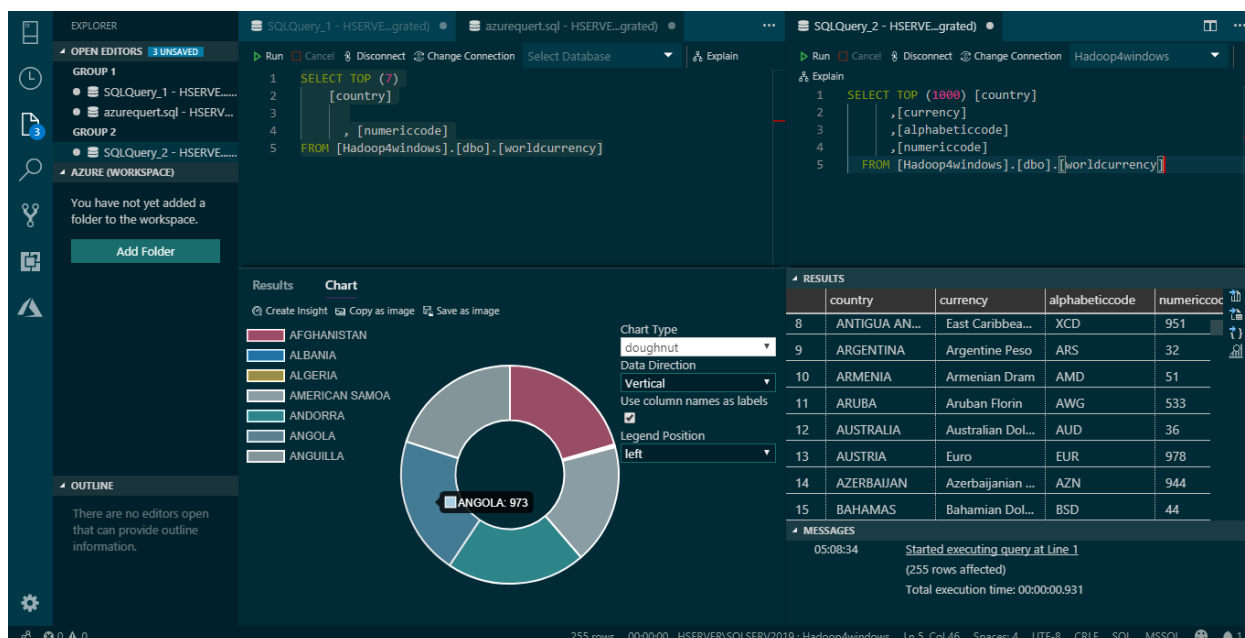 EXPLORER
OPEN EDITORS 3 UNSAVED
GROUP 1
SQLQuery_1 - HSERVE......
azurequert.sql - HSERV...
GROUP 2
SQLQuery_2 - HSERVE......
AZURE (WORKSPACE)
You have not yet added a
folder to the workspace.
Add Folder
OUTLINE
There are no editors open
that can provide outline
information.
3
SQLQuery_1 - HSERVE...grated)
azurequert.sql - HSERVE...grated)
Run Cancel Disconnect Change Connection Select Database Explain
1 SELECT TOP (7)
2 [country]
3
4 , [numericcode]
5 FROM [Hadoop4windows].[dbo].[worldcurrency]
Results Chart
Create Insight Copy as image Save as image
AFGHANISTAN
ALBANIA
ALGERIA
AMERICAN SAMOA
ANDORRA
ANGOLA
ANGUILLA
ANGOLA: 973
Chart Type
doughnut
Data Direction
Vertical
Use column names as labels
Legend Position
left
SQLQuery_2 - HSERVE...grated)
Run Cancel Disconnect Change Connection Hadoop4windows
Explain
1 SELECT TOP (1000) [country]
2 ,[currency]
3 ,[alphabeticcode]
4 ,[numericcode]
5 FROM [Hadoop4windows].[dbo].[worldcurrency]
RESULTS
country currency alphabeticcode numericcoc
8 ANTIGUA AN... East Caribbea... XCD 951
9 ARGENTINA Argentine Peso ARS 32
10 ARMENIA Armenian Dram AMD 51
11 ARUBA Aruban Florin AWG 533
12 AUSTRALIA Australian Dol... AUD 36
13 AUSTRIA Euro EUR 978
14 AZERBAIJAN Azerbaijanian ... AZN 944
15 BAHAMAS Bahamian Dol... BSD 44
MESSAGES
05:08:34 Started executing query at Line 1
(255 rows affected)
Total execution time: 00:00:00.931
0 0 255 rows 00:00:00 HSERVER\SQLSERV2019 : Hadoop4windows Ln 5, Col 46 Spaces: 4 UTF-8 CRLF SQL MSSQL 1